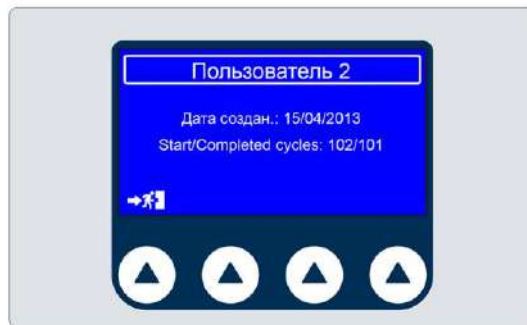 Пользователь 2
Дата создан.: 15/04/2013
Start/Completed cycles: 102/101